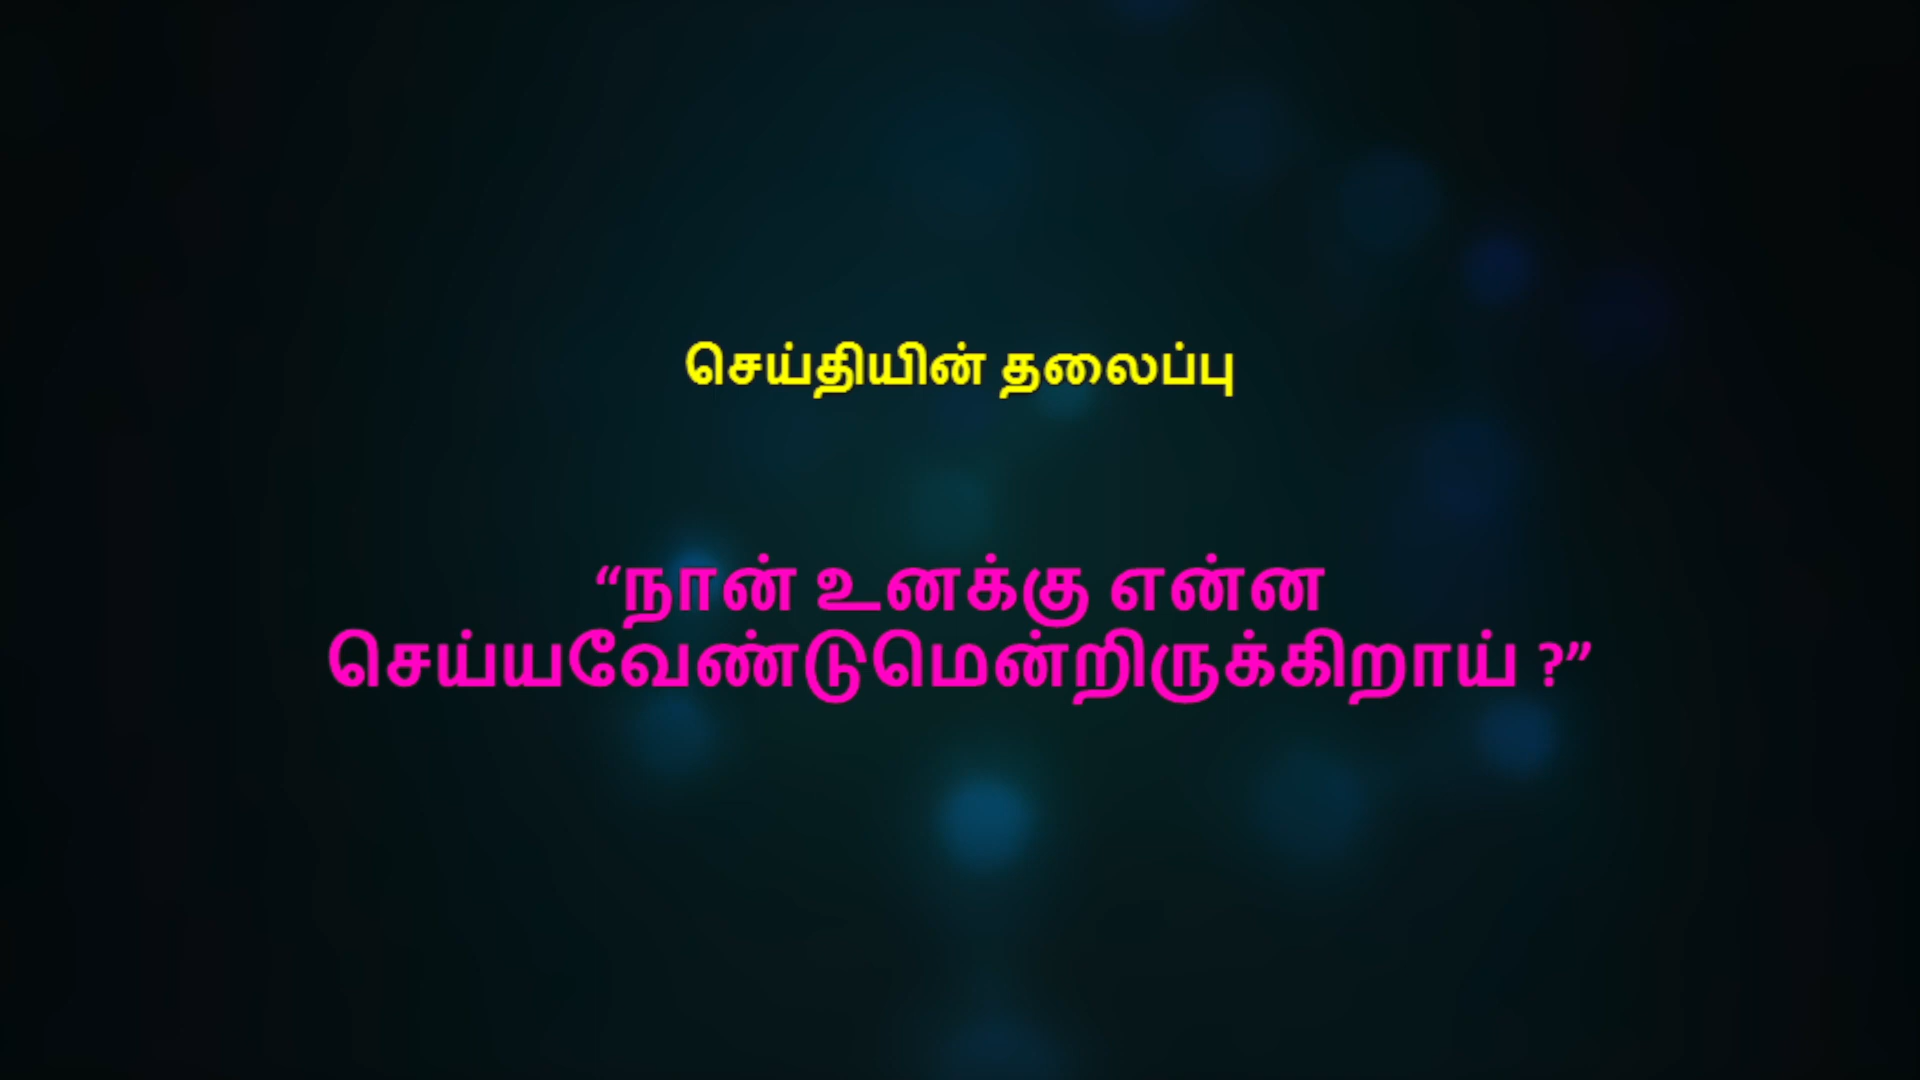 செய்தியின் தலைப்பு
“நான் உனக்கு என்ன
செய்யவேண்டுமென்றிருக்கிறாய் ?”